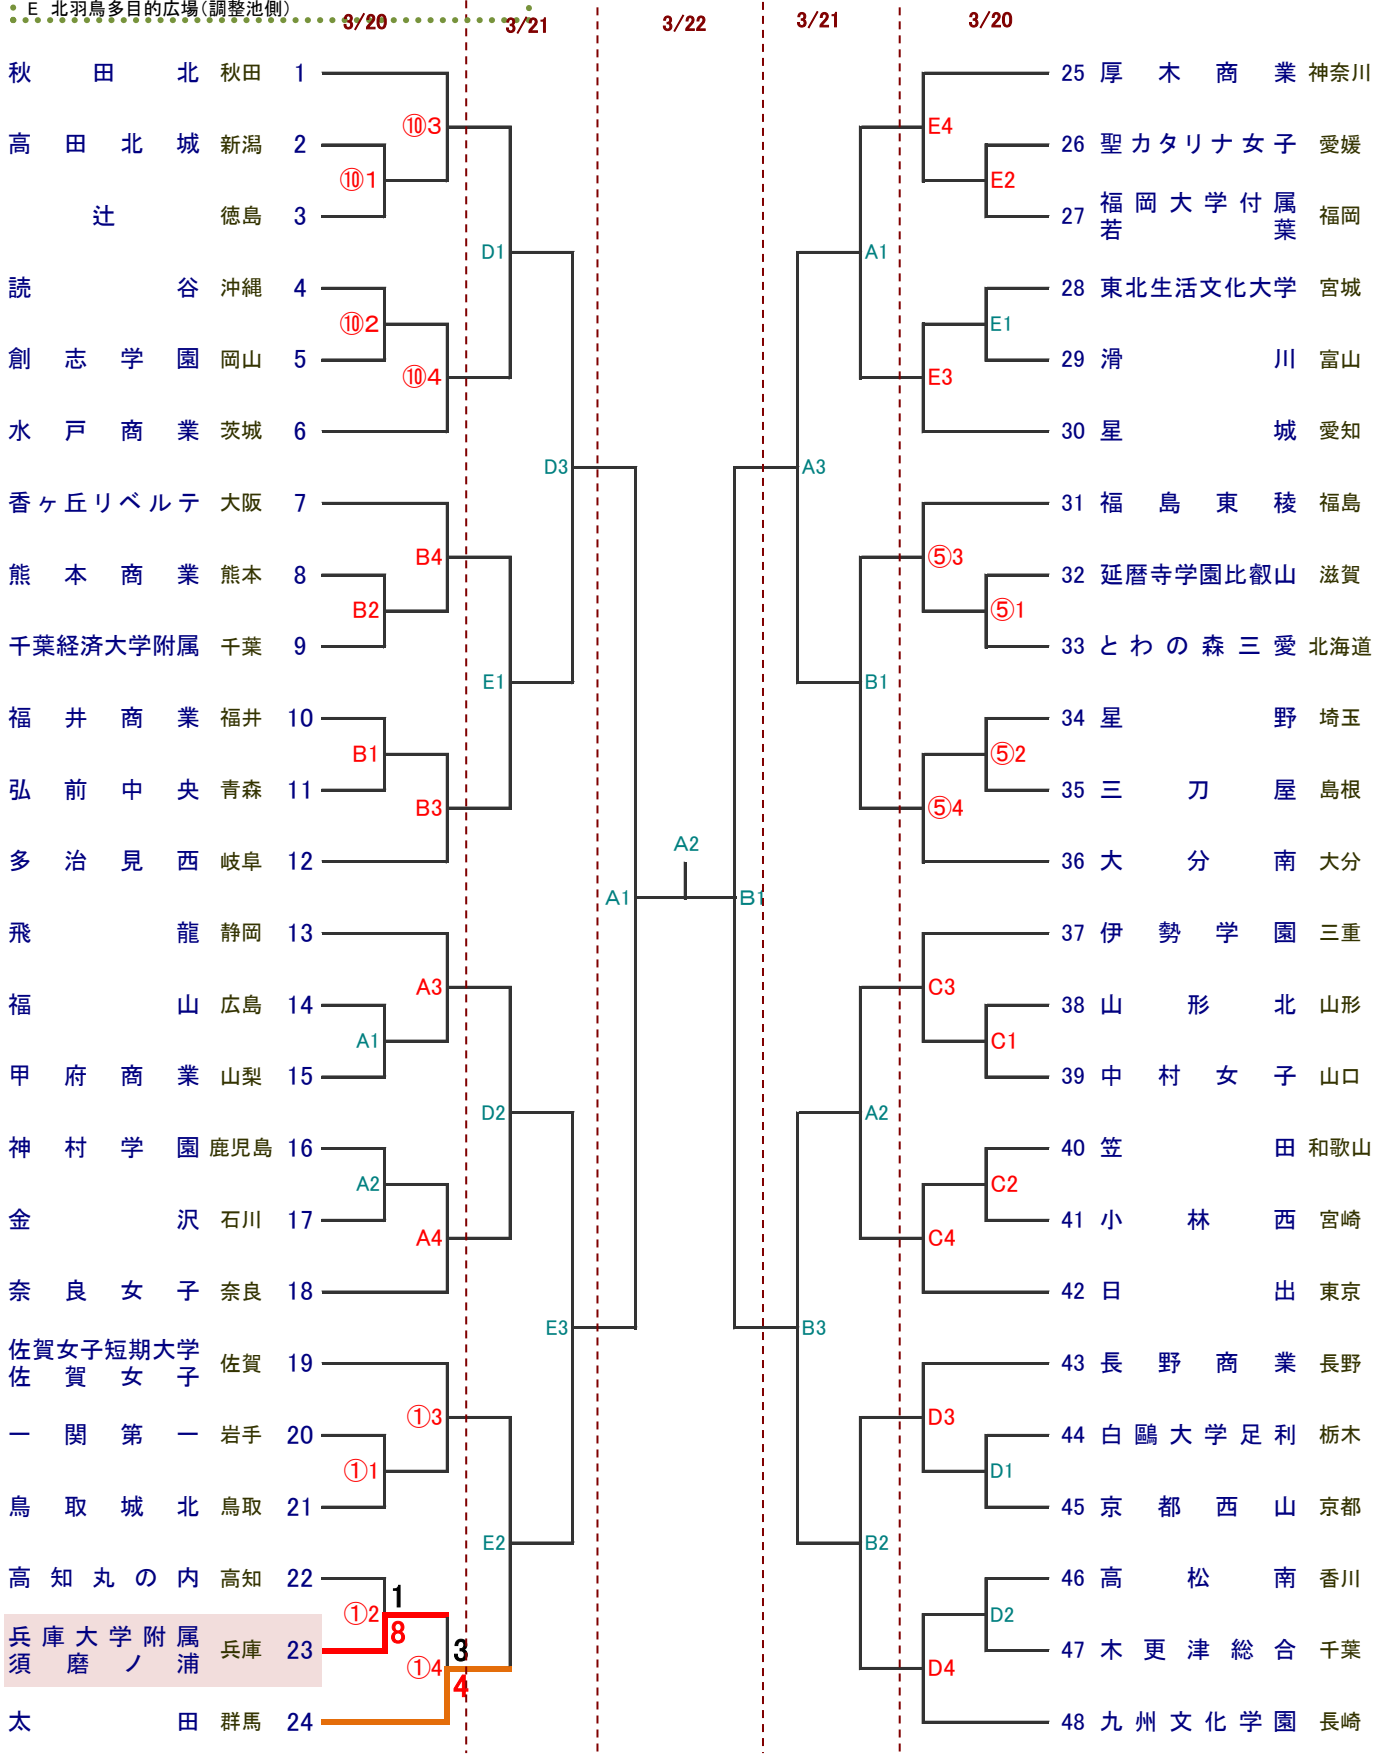 E 北羽鳥多目的広場(調整池側)
3/20 3/21 3/22 3/21 3/20
秋田北 秋田 1
⑩3
高田北城 新潟 2
⑩1
辻 徳島 3
D1
読谷 沖縄 4
⑩2
創志学園 岡山 5
⑩4
水戸商業 茨城 6
D3
香ヶ丘リベルテ 大阪 7
B4
熊本商業 熊本 8
B2
千葉経済大学附属 千葉 9
E1
福井商業 福井 10
B1
弘前中央 青森 11
B3
多治見西 岐阜 12
A1
飛龍 静岡 13
A3
福山 広島 14
A1
甲府商業 山梨 15
D2
神村学園 鹿児島 16
A2
金沢 石川 17
A4
奈良女子 奈良 18
E3
佐賀女子短期大学
佐賀女子 佐賀 19
①3
一関第一 岩手 20
①1
鳥取城北 鳥取 21
E2
高知丸の内 高知 22
1
①2
8
兵庫大学附属
須磨ノ浦 兵庫 23
3
①4
4
太田 群馬 24
A2
B1
25 厚木商業 神奈川
E4
26 聖カタリナ女子 愛媛
E2
27 福岡大学付属
若葉 福岡
A1
28 東北生活文化大学 宮城
E1
29 滑川 富山
E3
30 星城 愛知
A3
31 福島東稜 福島
⑤3
32 延暦寺学園比叡山 滋賀
⑤1
33 とわの森三愛 北海道
B1
34 星野 埼玉
⑤2
35 三刀屋 島根
⑤4
36 大分南 大分
37 伊勢学園 三重
C3
38 山形北 山形
C1
39 中村女子 山口
A2
40 笠田 和歌山
C2
41 小林西 宮崎
C4
42 日出 東京
B3
43 長野商業 長野
D3
44 白鷗大学足利 栃木
D1
45 京都西山 京都
B2
46 高松南 香川
D2
47 木更津総合 千葉
D4
48 九州文化学園 長崎